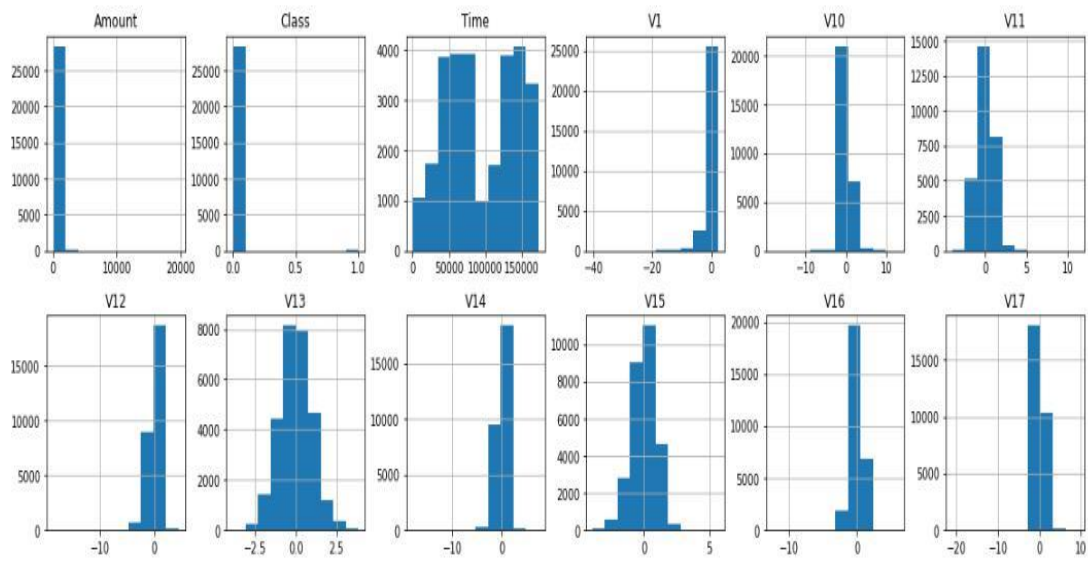 Amount Class Time V1 V10 V11
25000 25000 4000 25000 20000 15000
20000 20000 3000 20000 15000 12500
15000 15000 2000 15000 10000 10000
10000 10000 1000 10000 5000 7500
5000 5000 0 5000 0 5000
0 0 0 2500
0
0 10000 20000 0.0 0.5 1.0 0 50000 100000 150000 −40 −20 0 −10 0 10 0 5 10
V12 V13 V14 V15 V16 V17
15000 8000 15000 10000 20000 15000
10000 6000 10000 8000 15000 10000
5000 4000 5000 6000 10000 5000
0 2000 0 4000 5000 0
0 2000 0
0
−10 0 −2.5 0.0 2.5 −10 0 0 5 −10 0 −20 −10 0 10